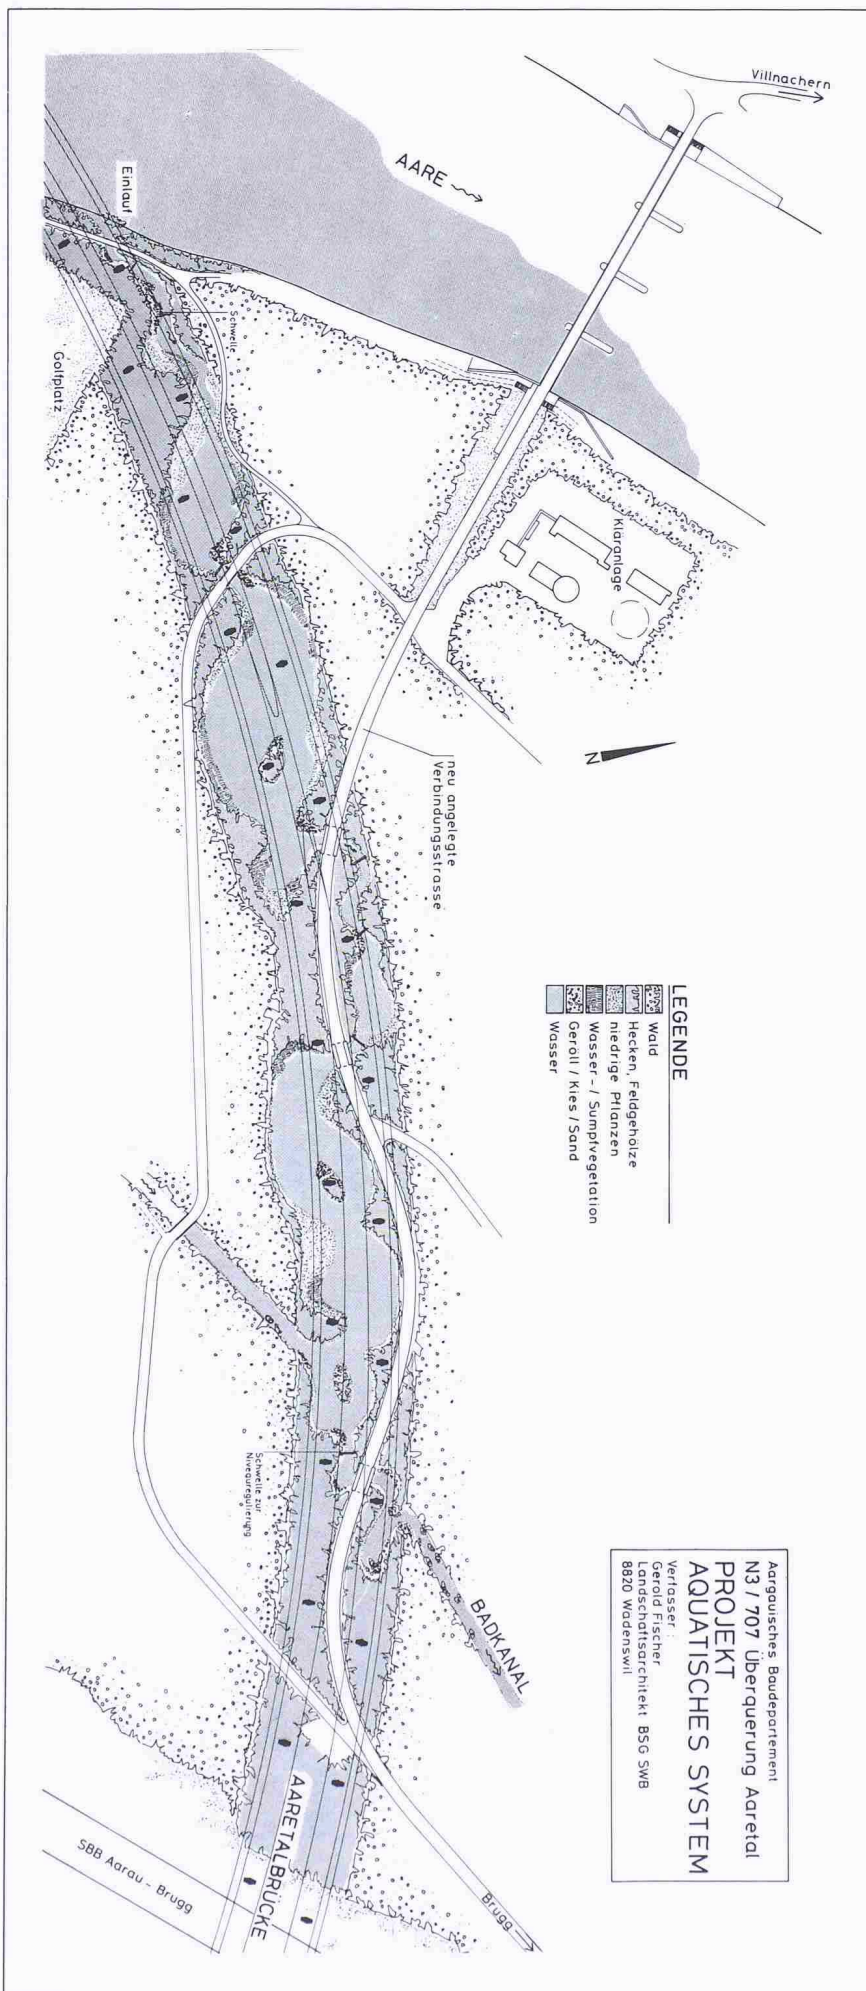 Aargauisches Baudepartement
N3 / 707 Überquerung Aaretal
PROJEKT
AQUATISCHES SYSTEM
Verfasser :
Gerold Fischer
Landschaftsarchitekt BSG SWB
8820 Wädenswil
LEGENDE
Wald
Hecken, Feldgehölze
niedrige Pflanzen
Wasser- / Sumpfvegetation
Geröll / Kies / Sand
Wasser
Villnachern
AARE
Einlauf
Schwelle
Golfplatz
Kläranlage
N
neu angelegte
Verbindungsstrasse
Schwelle zur
Niveauregulierung
BADKANAL
AARETALBRÜCKE
SBB Aarau - Brugg
Brugg